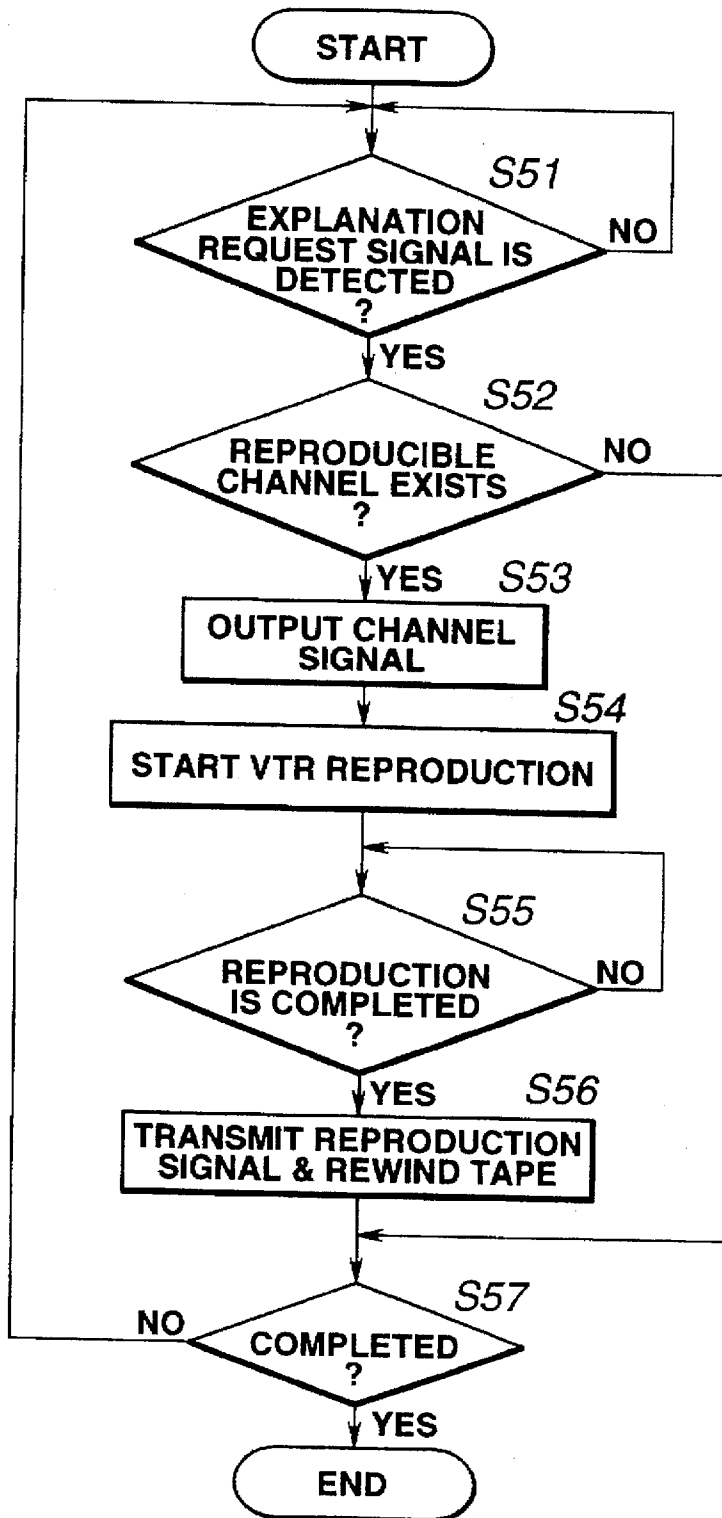 START
S51
EXPLANATION
REQUEST SIGNAL IS
DETECTED
?
NO
YES
S52
REPRODUCIBLE
CHANNEL EXISTS
?
NO
YES
S53
OUTPUT CHANNEL
SIGNAL
S54
START VTR REPRODUCTION
S55
REPRODUCTION
IS COMPLETED
?
NO
YES
S56
TRANSMIT REPRODUCTION
SIGNAL & REWIND TAPE
S57
NO
COMPLETED
?
YES
END